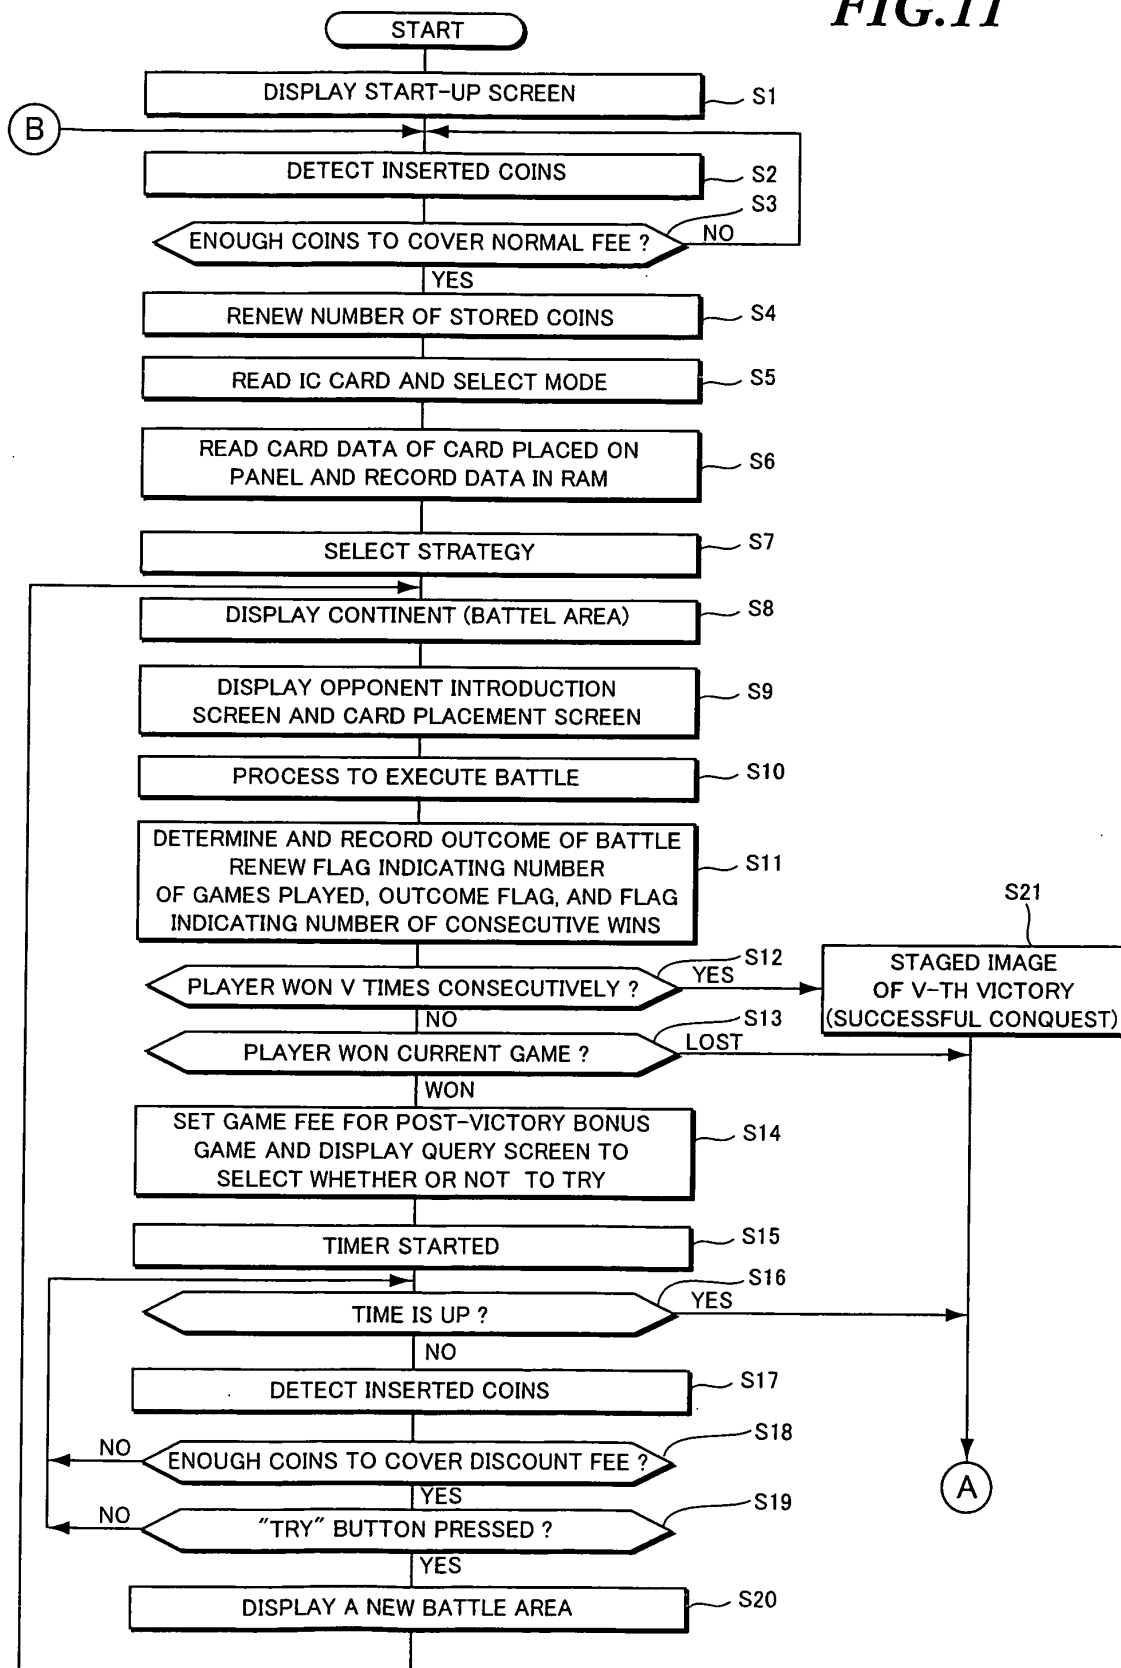 FIG.11
START
DISPLAY START-UP SCREEN
S1
B
DETECT INSERTED COINS
S2
S3
ENOUGH COINS TO COVER NORMAL FEE ?
NO
YES
RENEW NUMBER OF STORED COINS
S4
READ IC CARD AND SELECT MODE
S5
READ CARD DATA OF CARD PLACED ON
PANEL AND RECORD DATA IN RAM
S6
SELECT STRATEGY
S7
DISPLAY CONTINENT (BATTEL AREA)
S8
DISPLAY OPPONENT INTRODUCTION
SCREEN AND CARD PLACEMENT SCREEN
S9
PROCESS TO EXECUTE BATTLE
S10
DETERMINE AND RECORD OUTCOME OF BATTLE
RENEW FLAG INDICATING NUMBER
OF GAMES PLAYED, OUTCOME FLAG, AND FLAG
INDICATING NUMBER OF CONSECUTIVE WINS
S11
S12
PLAYER WON V TIMES CONSECUTIVELY ?
YES
S21
STAGED IMAGE
OF V-TH VICTORY
(SUCCESSFUL CONQUEST)
NO
S13
PLAYER WON CURRENT GAME ?
LOST
WON
SET GAME FEE FOR POST-VICTORY BONUS
GAME AND DISPLAY QUERY SCREEN TO
SELECT WHETHER OR NOT TO TRY
S14
TIMER STARTED
S15
S16
TIME IS UP ?
YES
NO
DETECT INSERTED COINS
S17
S18
NO
ENOUGH COINS TO COVER DISCOUNT FEE ?
A
YES
S19
NO
"TRY" BUTTON PRESSED ?
YES
DISPLAY A NEW BATTLE AREA
S20